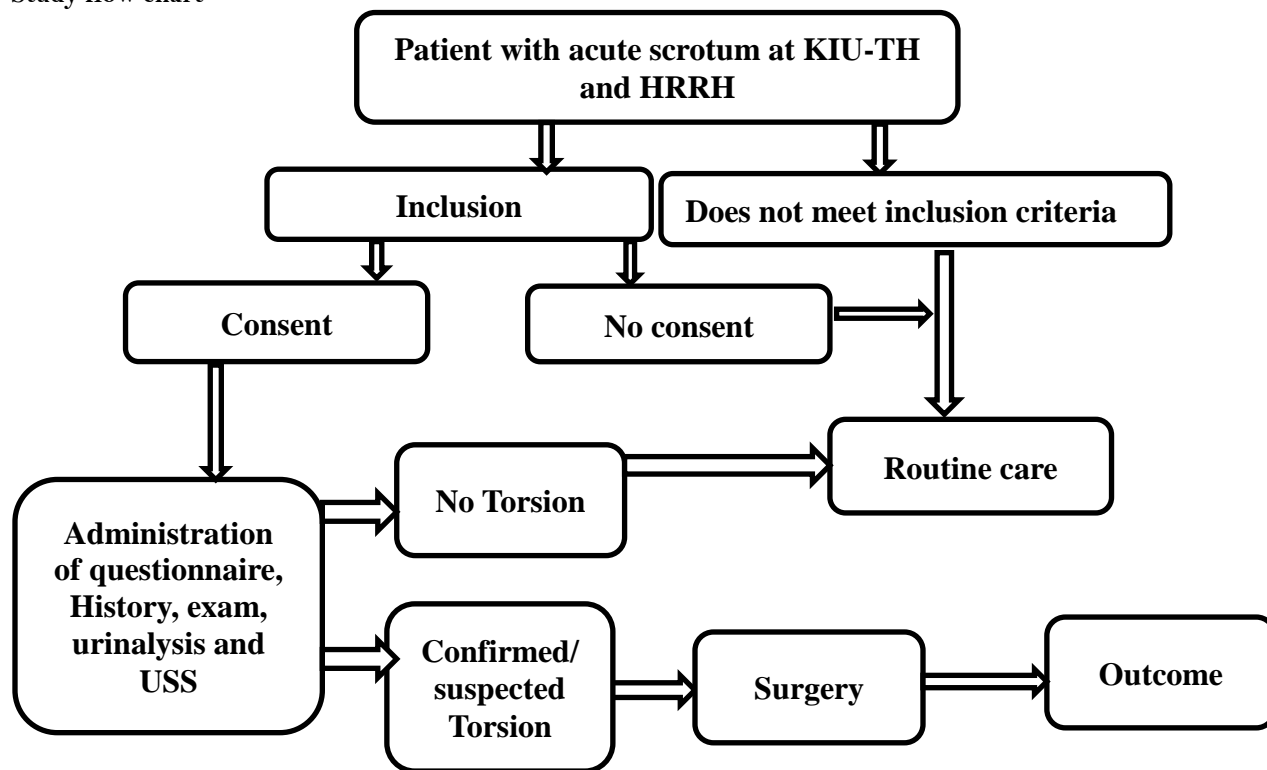 Study flow chart
Patient with acute scrotum at KIU-TH
and HRRH
Inclusion
Does not meet inclusion criteria
Consent
No consent
Routine care
No Torsion
Administration
of questionnaire,
History, exam,
urinalysis and
USS
Confirmed/
suspected
Torsion
Surgery
Outcome